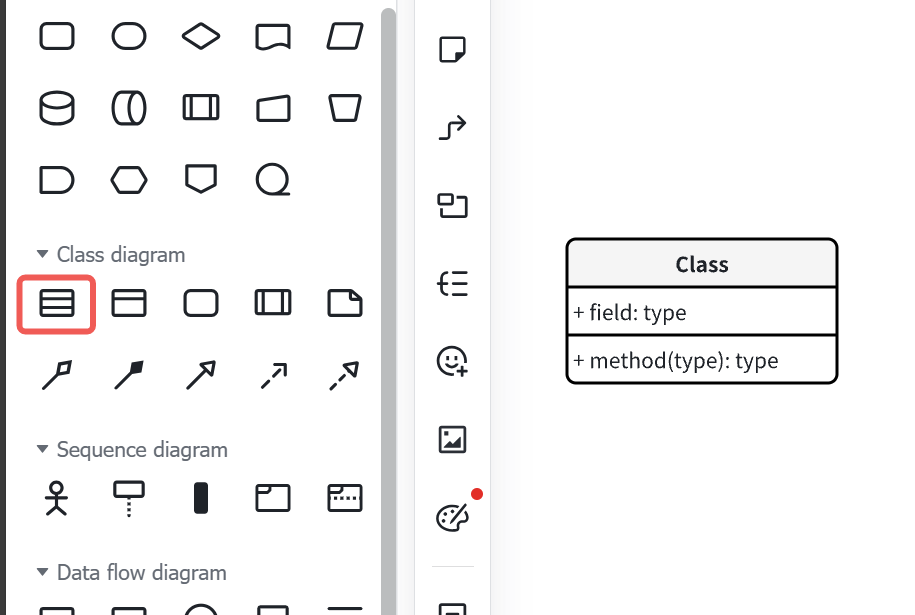 Class diagram
Sequence diagram
Data flow diagram
Class
+ field: type
+ method(type): type